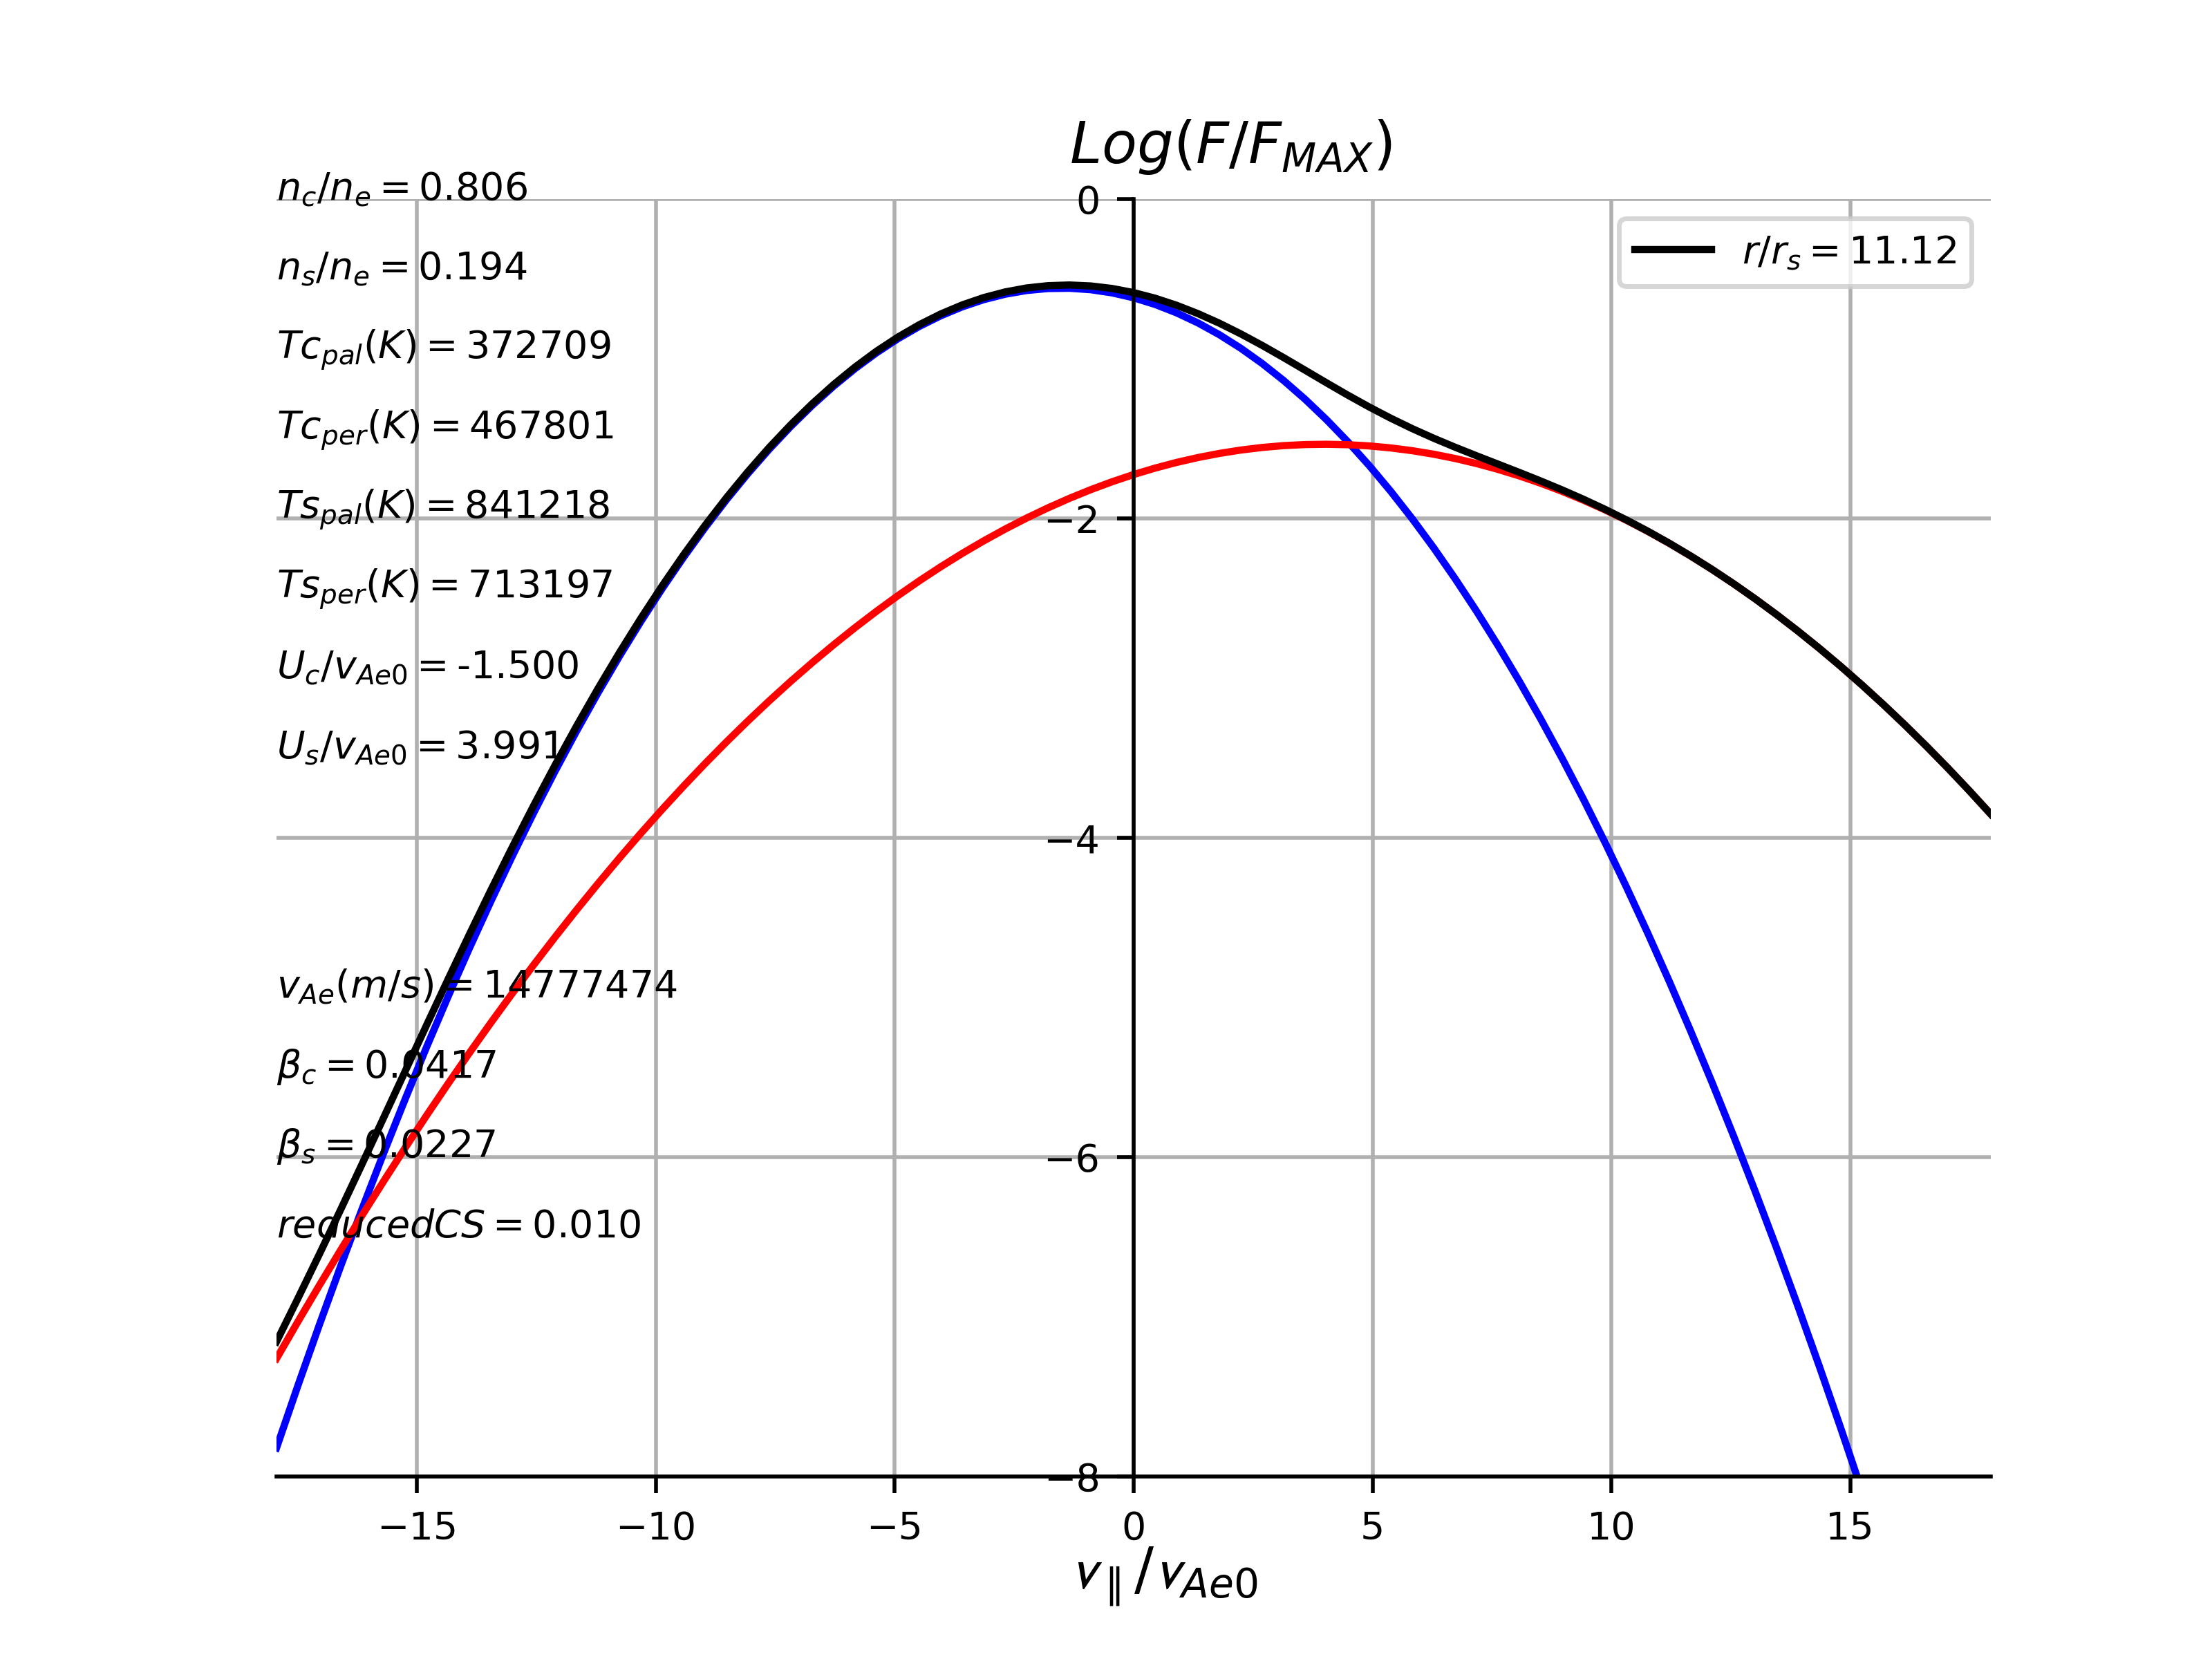 Log(F/F_MAX)
n_c/n_e = 0.806
n_s/n_e = 0.194
Tc_pal(K) = 372709
Tc_per(K) = 467801
Ts_pal(K) = 841218
Ts_per(K) = 713197
U_c/v_Ae0 = -1.500
U_s/v_Ae0 = 3.991
v_Ae(m/s) = 14777474
β_c = 0.0417
β_s = 0.0227
reducedCS = 0.010
r/r_s = 11.12
0
−2
−4
−6
−8
−15 −10 −5 0 5 10 15
v_∥/v_Ae0